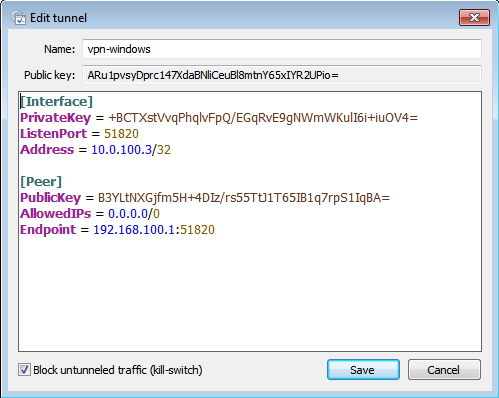 Edit tunnel
Name: vpn-windows
Public key: ARu1pvsyDprc147XdaBNliCeuBl8mtnY65xIYR2UPio=
[Interface]
PrivateKey = +BCTXstVvqPhqlvFpQ/EGqRvE9gNWmWKulI6i+iuOV4=
ListenPort = 51820
Address = 10.0.100.3/32
[Peer]
PublicKey = B3YLtNXGjfm5H+4DIz/rs55TtJ1T65IB1q7rpS1IqBA=
AllowedIPs = 0.0.0.0/0
Endpoint = 192.168.100.1:51820
Block untunneled traffic (kill-switch)
Save
Cancel